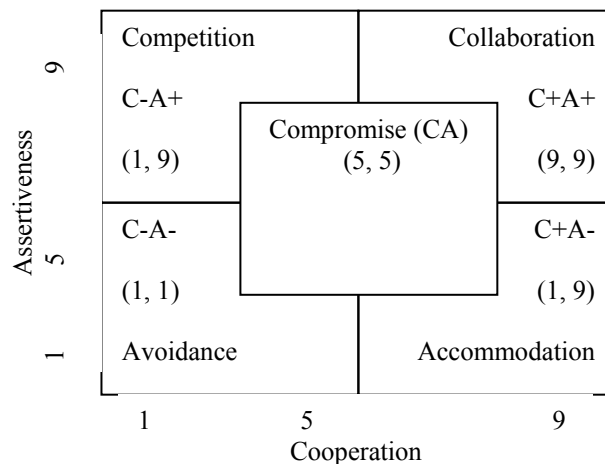 Competition
Collaboration
9
C-A+
C+A+
Compromise (CA)
(1, 9)
(5, 5)
(9, 9)
Assertiveness
C-A-
C+A-
5
(1, 1)
(1, 9)
1
Avoidance
Accommodation
1
5
9
Cooperation